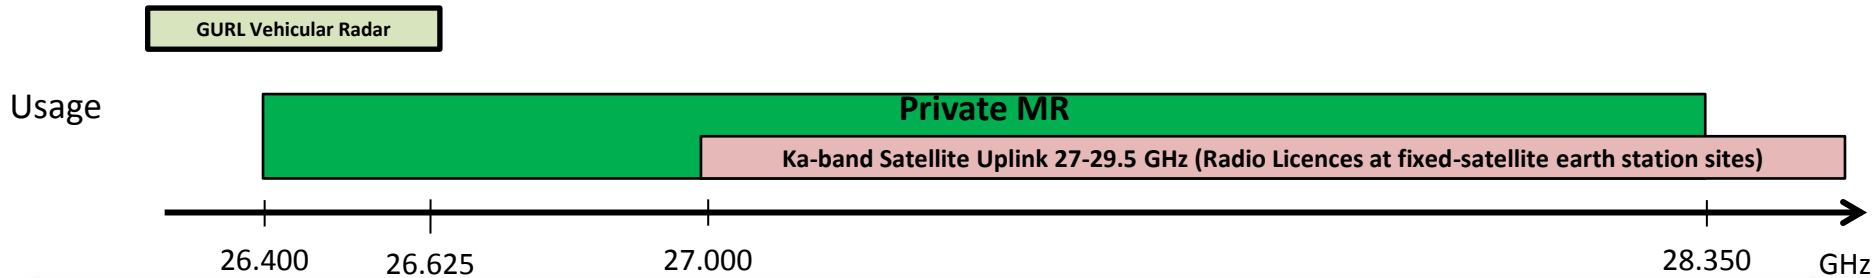 GURL Vehicular Radar
Usage
Private MR
Ka-band Satellite Uplink 27-29.5 GHz (Radio Licences at fixed-satellite earth station sites)
26.400 26.625 27.000 28.350 GHz